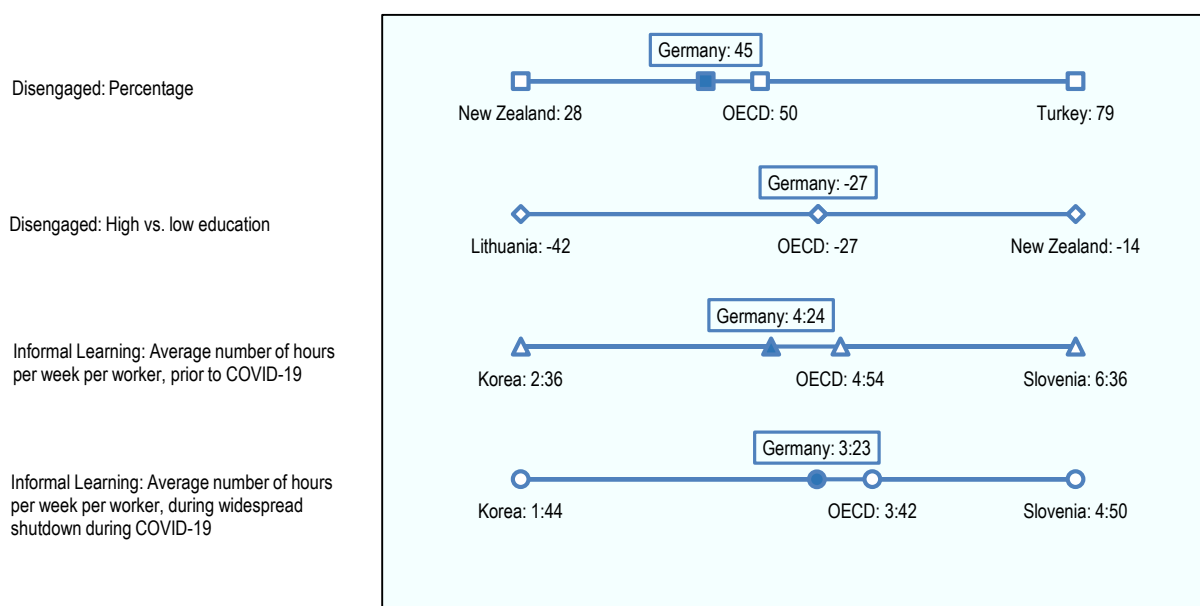 Germany: 45
Disengaged: Percentage
New Zealand: 28
OECD: 50
Turkey: 79
Germany: -27
Disengaged: High vs. low education
Lithuania: -42
OECD: -27
New Zealand: -14
Germany: 4:24
Informal Learning: Average number of hours
per week per worker, prior to COVID-19
Korea: 2:36
OECD: 4:54
Slovenia: 6:36
Germany: 3:23
Informal Learning: Average number of hours
per week per worker, during widespread
shutdown during COVID-19
Korea: 1:44
OECD: 3:42
Slovenia: 4:50